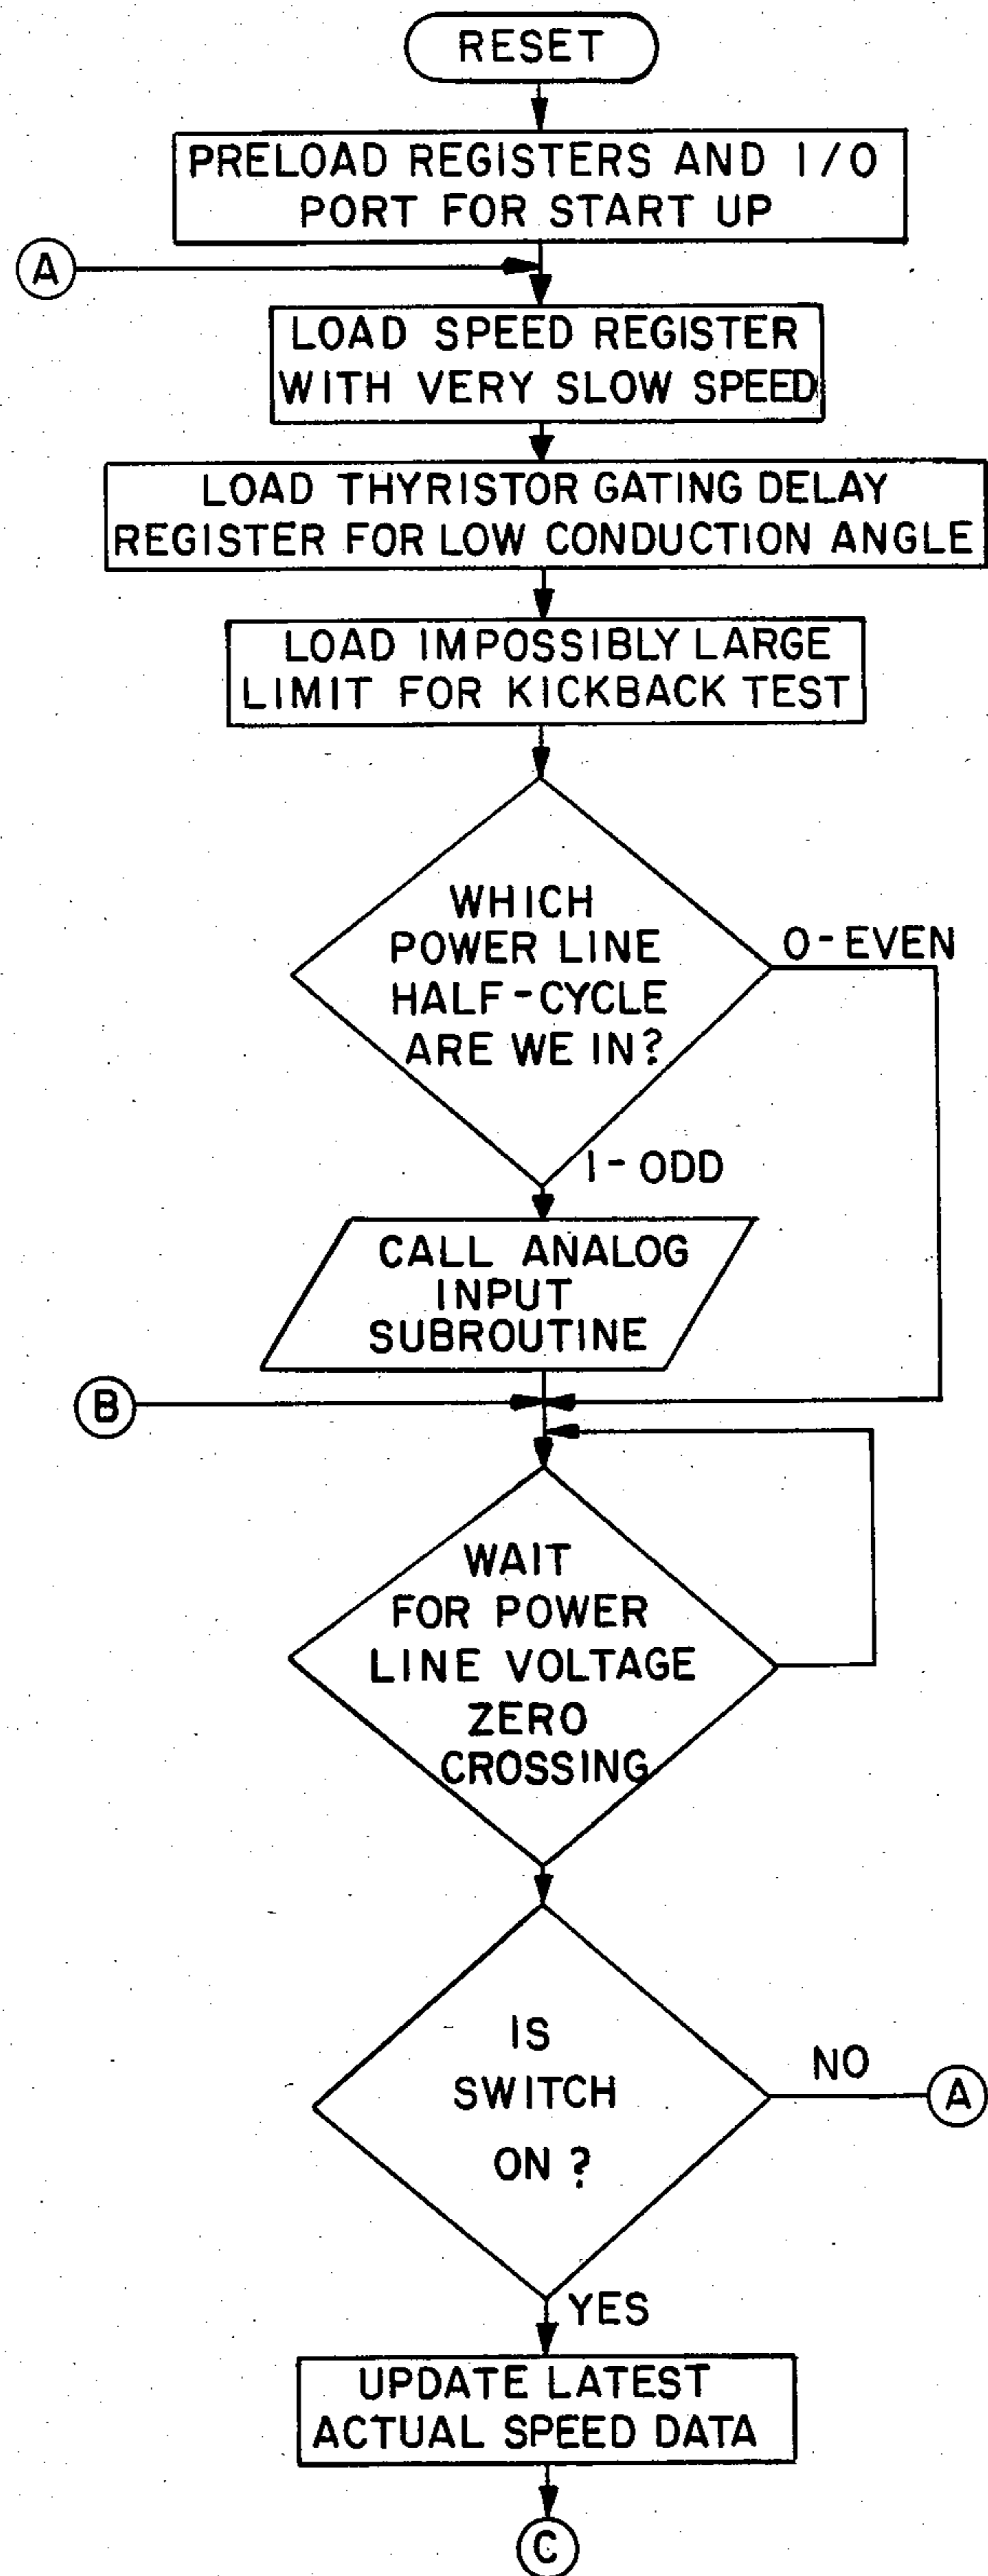 RESET
PRELOAD REGISTERS AND I/O
PORT FOR START UP
A
LOAD SPEED REGISTER
WITH VERY SLOW SPEED
LOAD THYRISTOR GATING DELAY
REGISTER FOR LOW CONDUCTION ANGLE
LOAD IMPOSSIBLY LARGE
LIMIT FOR KICKBACK TEST
WHICH
POWER LINE
HALF-CYCLE
ARE WE IN?
0-EVEN
1-ODD
CALL ANALOG
INPUT
SUBROUTINE
B
WAIT
FOR POWER
LINE VOLTAGE
ZERO
CROSSING
IS
SWITCH
ON ?
NO
A
YES
UPDATE LATEST
ACTUAL SPEED DATA
C